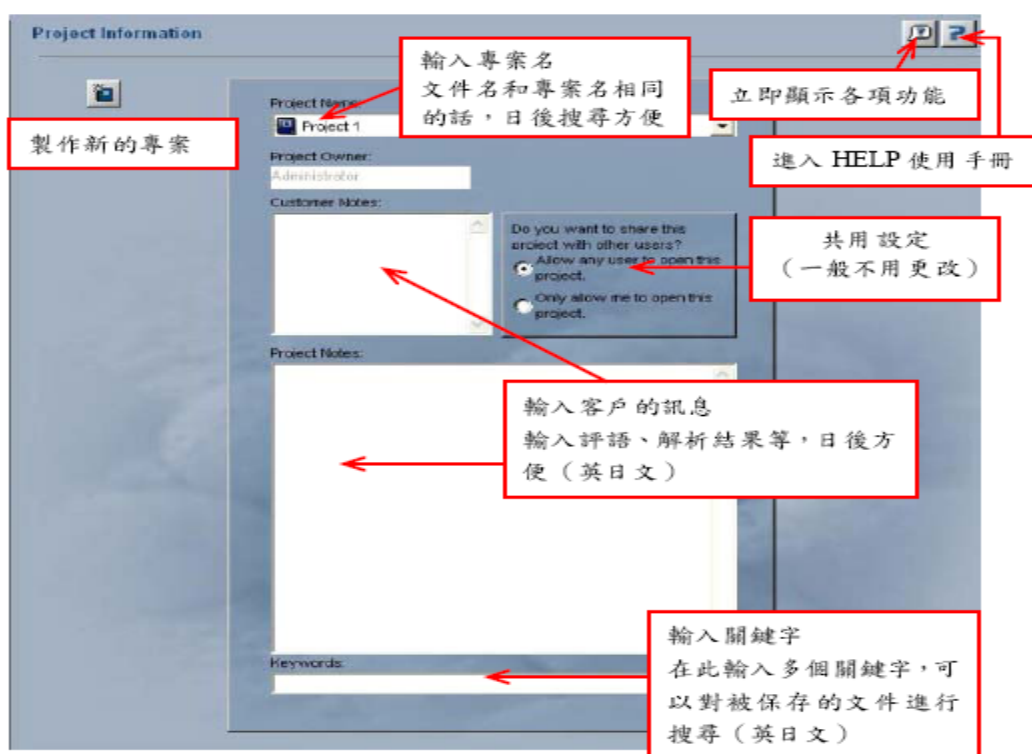 Project Information
輸入專案名
文件名和專案名相同
的話，日後搜尋方便
立即顯示各項功能
製作新的專案
進入 HELP 使用手冊
Project Name:
Project 1
Project Owner:
Administrator
Customer Notes:
Do you want to share this
project with other users?
Allow any user to open this
project.
Only allow me to open this
project.
共用設定
（一般不用更改）
Project Notes:
輸入客戶的訊息
輸入評語、解析結果等，日後方
便（英日文）
Keywords:
輸入關鍵字
在此輸入多個關鍵字，可
以對被保存的文件進行
搜尋（英日文）